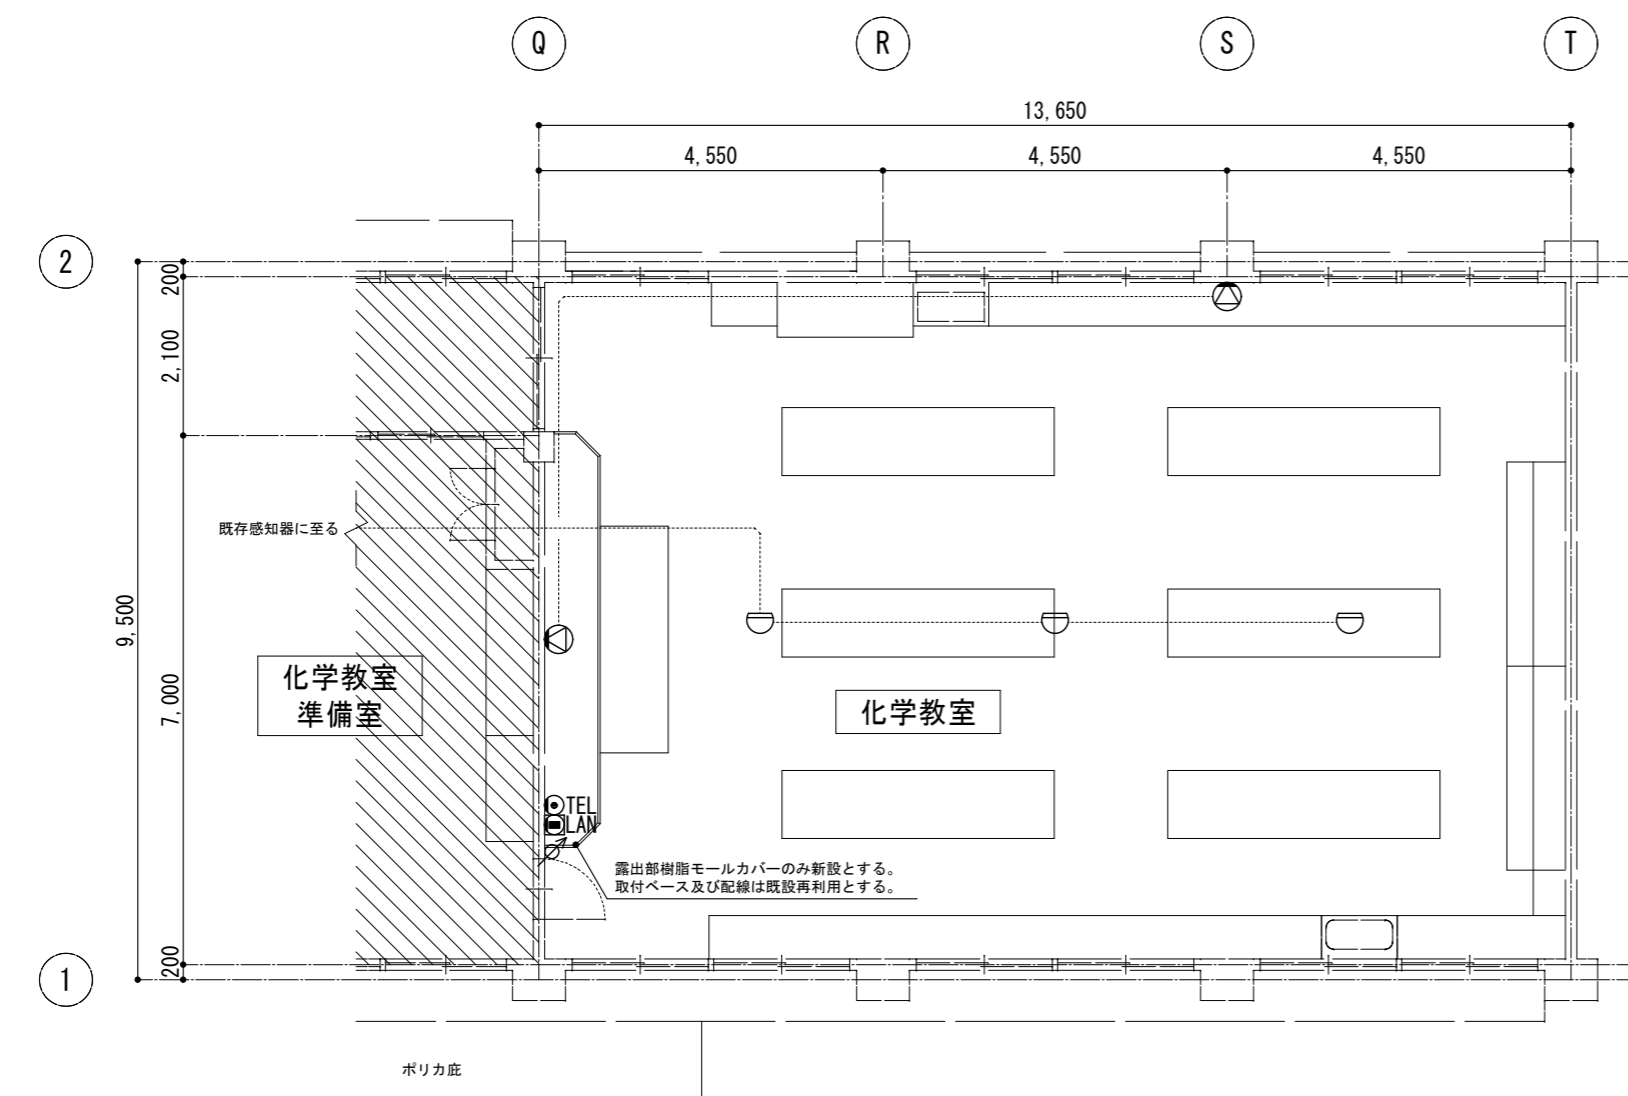 Q
R
S
T
13,650
4,550
4,550
4,550
2
200
2,100
既存感知器に至る
9,500
7,000
化学教室
準備室
化学教室
TEL
LAN
露出部樹脂モールカバーのみ新設とする。
取付ベース及び配線は既設再利用とする。
200
1
ポリカ庇